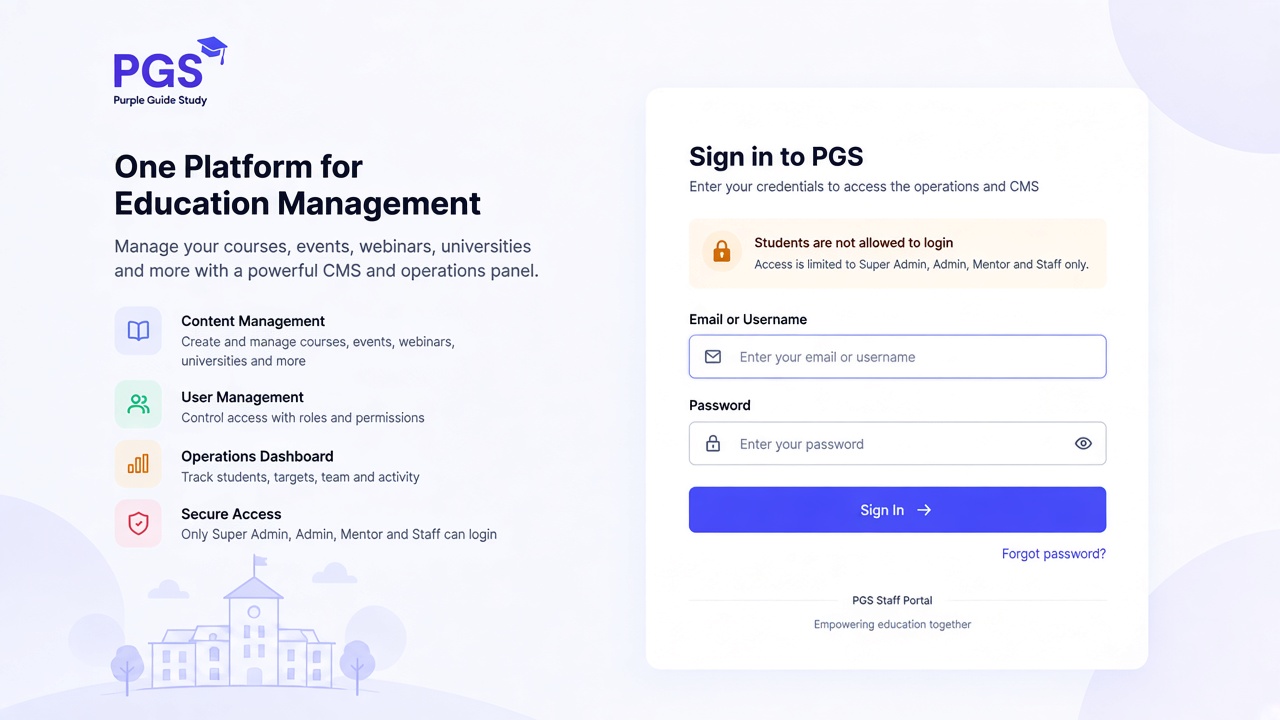 PGS
Purple Guide Study
One Platform for
Education Management
Manage your courses, events, webinars, universities
and more with a powerful CMS and operations panel.
Content Management
Create and manage courses, events, webinars,
universities and more
User Management
Control access with roles and permissions
Operations Dashboard
Track students, targets, team and activity
Secure Access
Only Super Admin, Admin, Mentor and Staff can login
Sign in to PGS
Enter your credentials to access the operations and CMS
Students are not allowed to login
Access is limited to Super Admin, Admin, Mentor and Staff only.
Email or Username
Enter your email or username
Password
Enter your password
Sign In
Forgot password?
PGS Staff Portal
Empowering education together